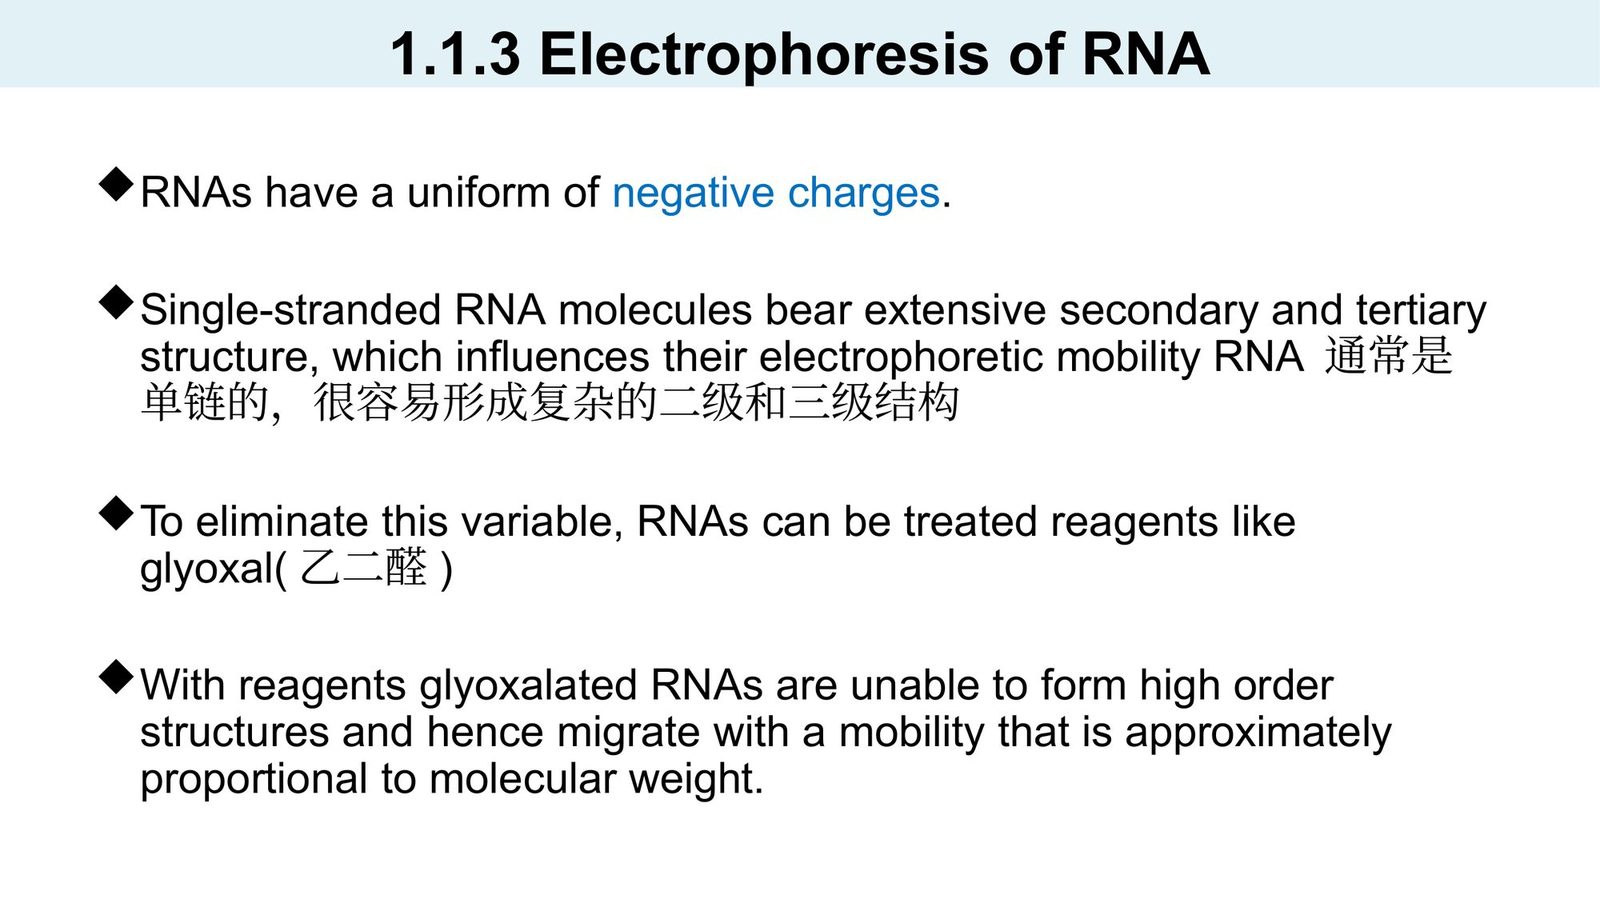 1.1.3 Electrophoresis of RNA
◆RNAs have a uniform of negative charges.
◆Single-stranded RNA molecules bear extensive secondary and tertiary
structure, which influences their electrophoretic mobility RNA 通常是
单链的，很容易形成复杂的二级和三级结构
◆To eliminate this variable, RNAs can be treated reagents like
glyoxal( 乙二醛 )
◆With reagents glyoxalated RNAs are unable to form high order
structures and hence migrate with a mobility that is approximately
proportional to molecular weight.